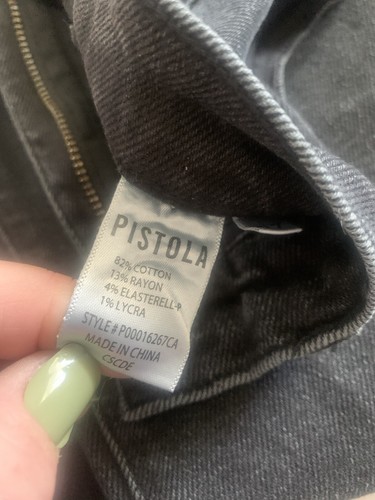 PISTOLA
82% COTTON
13% RAYON
4% ELASTERELL-P
1% LYCRA
STYLE # P00016267CA
MADE IN CHINA
CSCDE